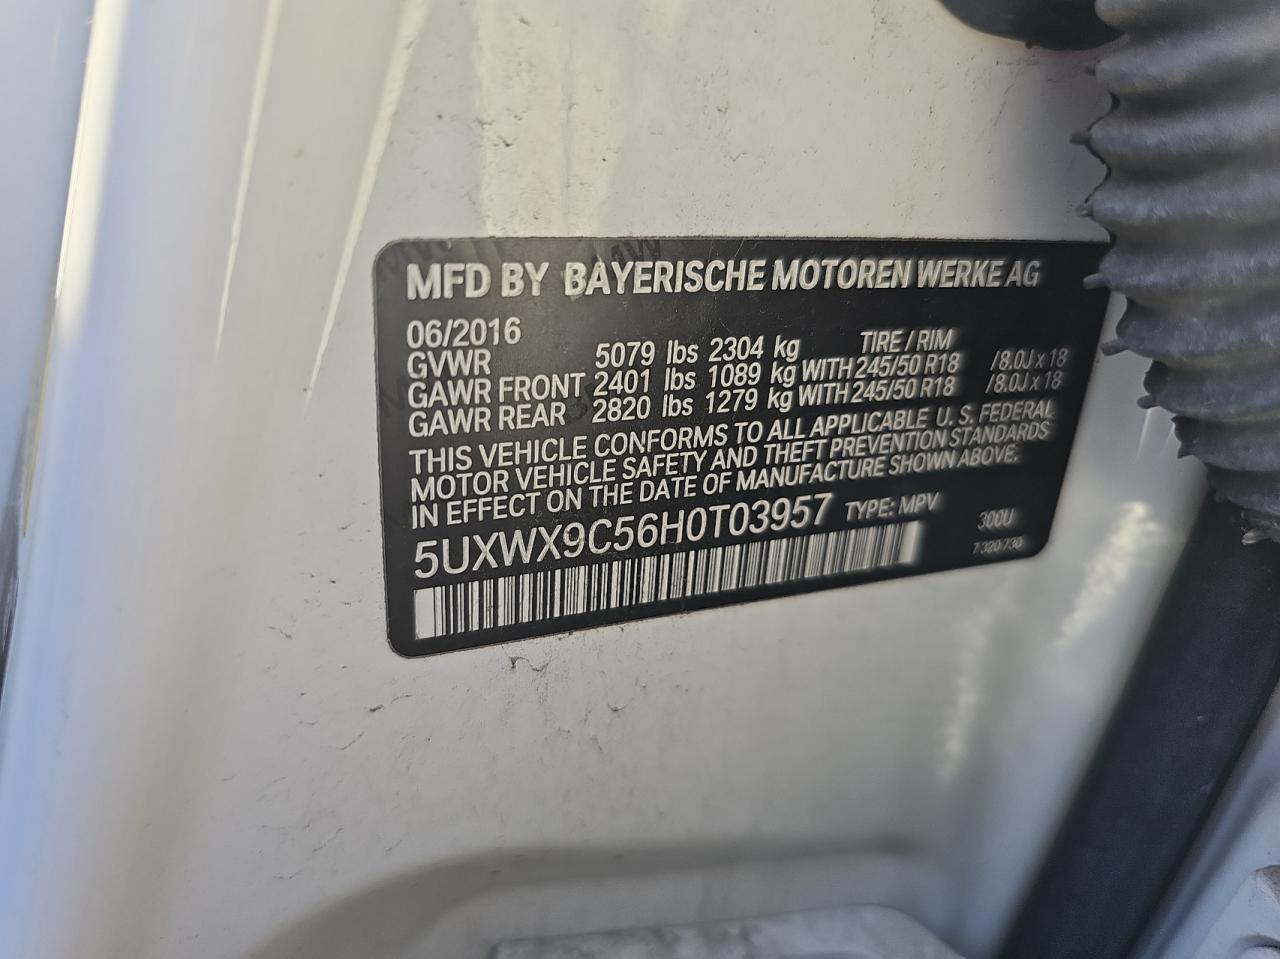 MFD BY BAYERISCHE MOTOREN WERKE AG
06/2016
GVWR 5079 lbs 2304 kg TIRE / RIM
GAWR FRONT 2401 lbs 1089 kg WITH 245/50 R18 /8.0J x 18
GAWR REAR 2820 lbs 1279 kg WITH 245/50 R18 /8.0J x 18
THIS VEHICLE CONFORMS TO ALL APPLICABLE U. S. FEDERAL
MOTOR VEHICLE SAFETY AND THEFT PREVENTION STANDARDS
IN EFFECT ON THE DATE OF MANUFACTURE SHOWN ABOVE.
5UXWX9C56H0T03957 TYPE: MPV 300U
7 320 730